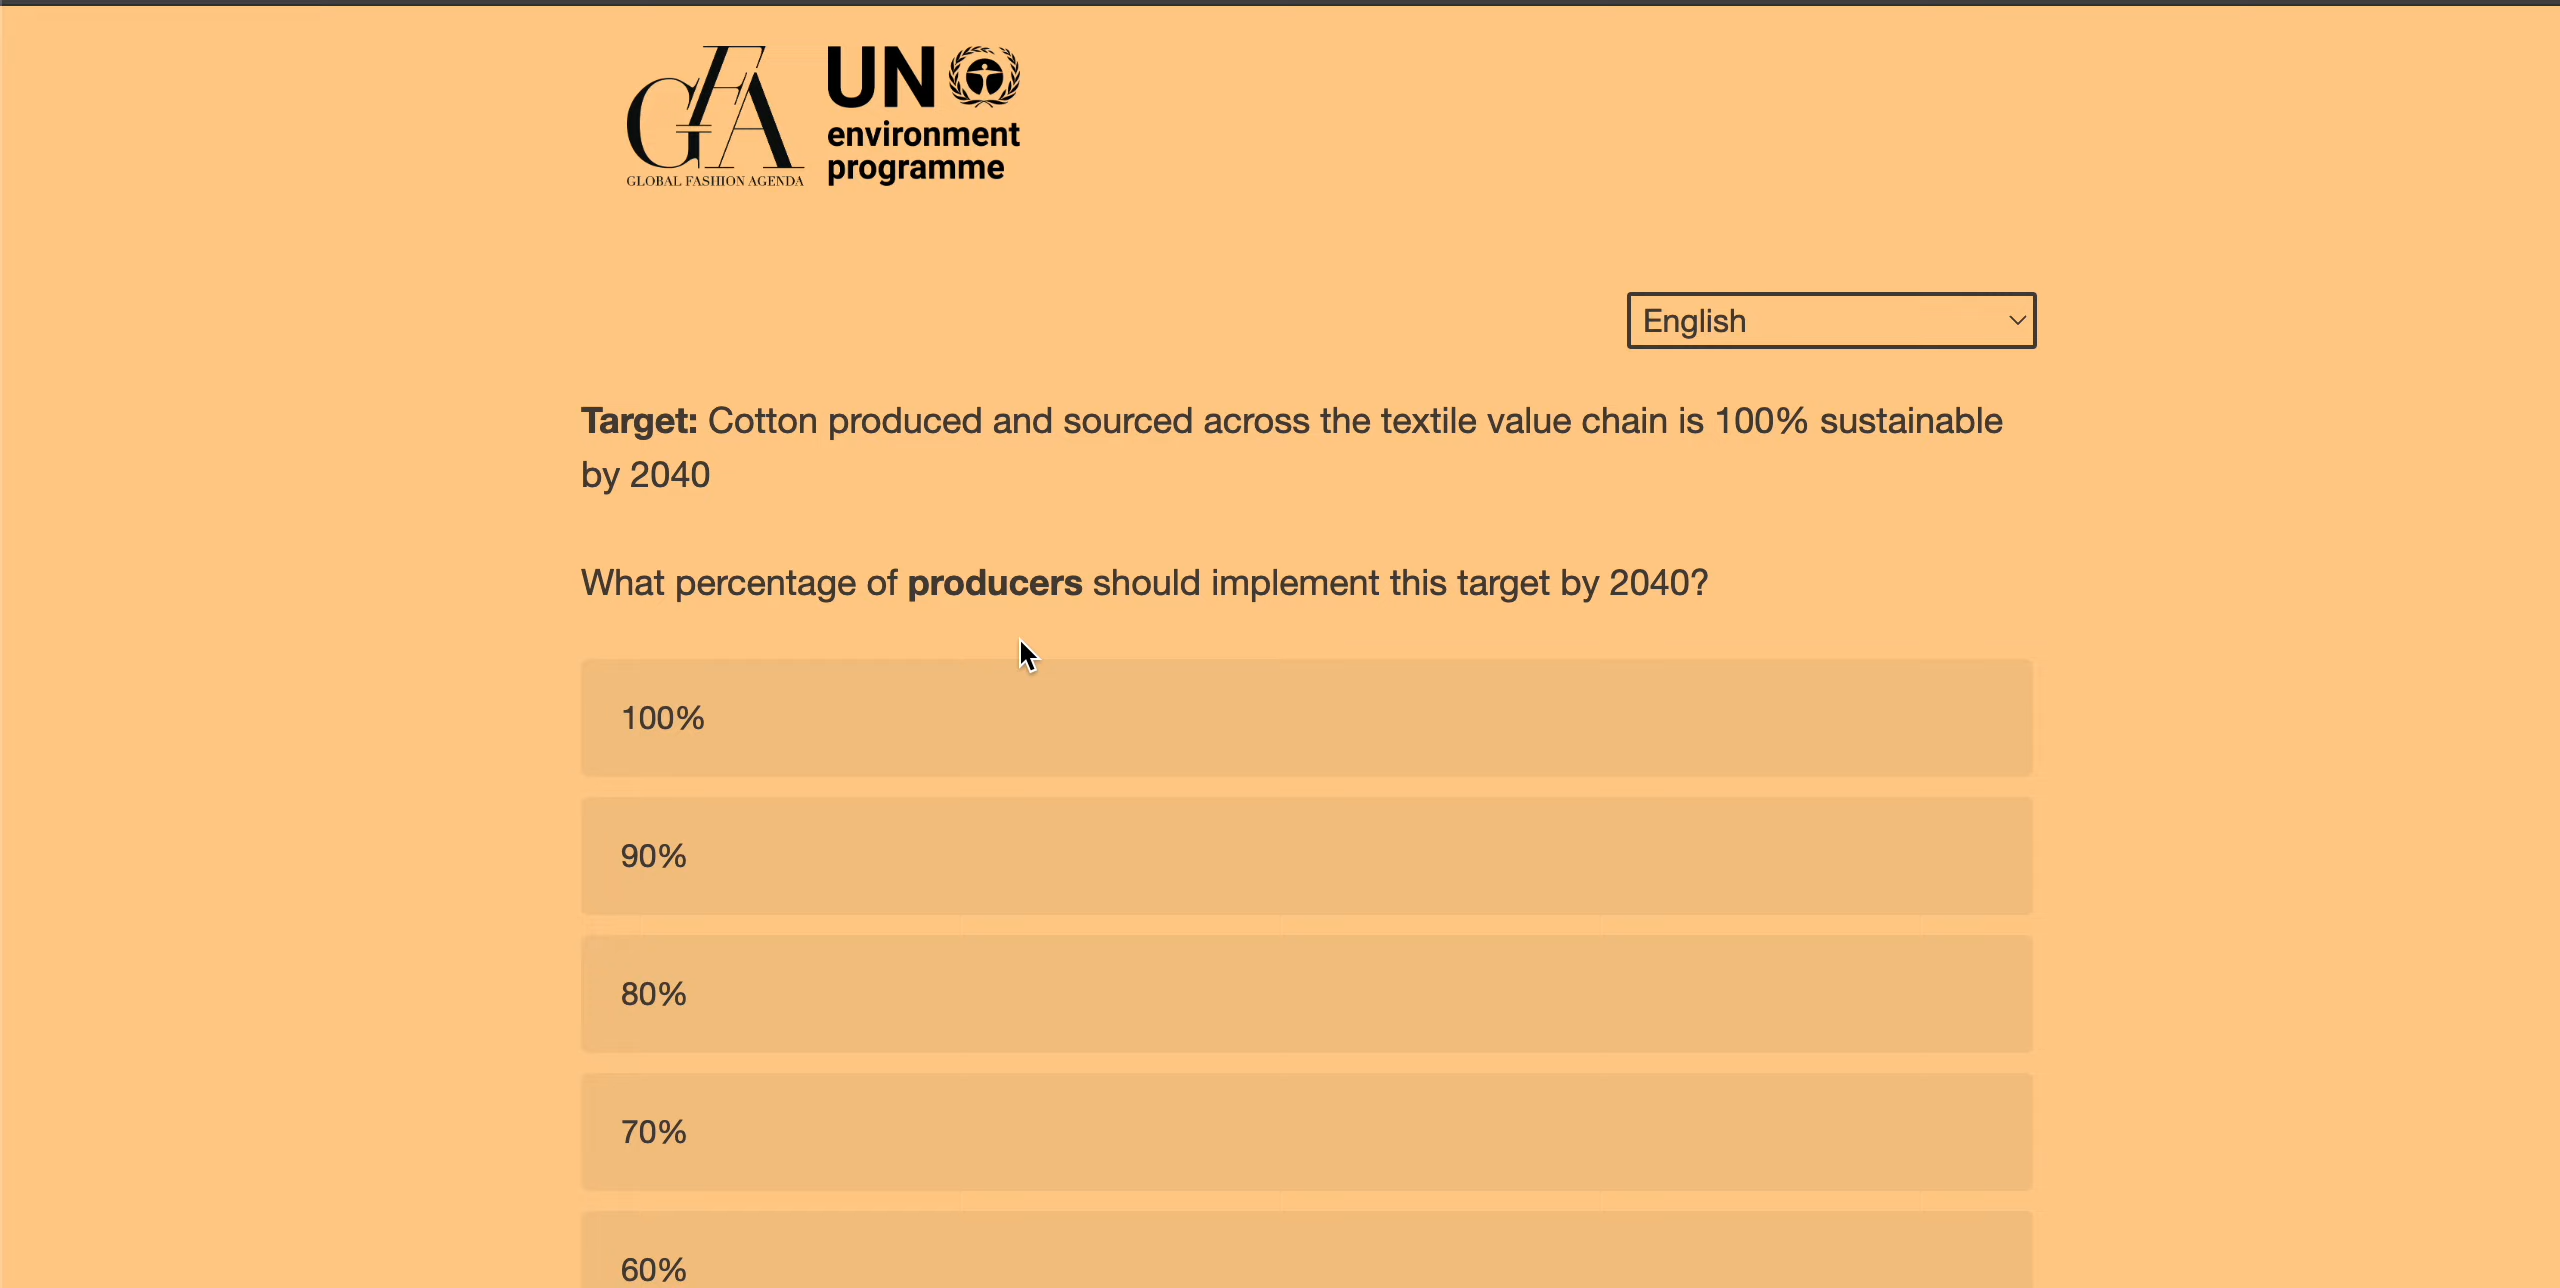 GFA
GLOBAL FASHION AGENDA
UN
environment
programme
English
Target: Cotton produced and sourced across the textile value chain is 100% sustainable
by 2040
What percentage of producers should implement this target by 2040?
100%
90%
80%
70%
60%